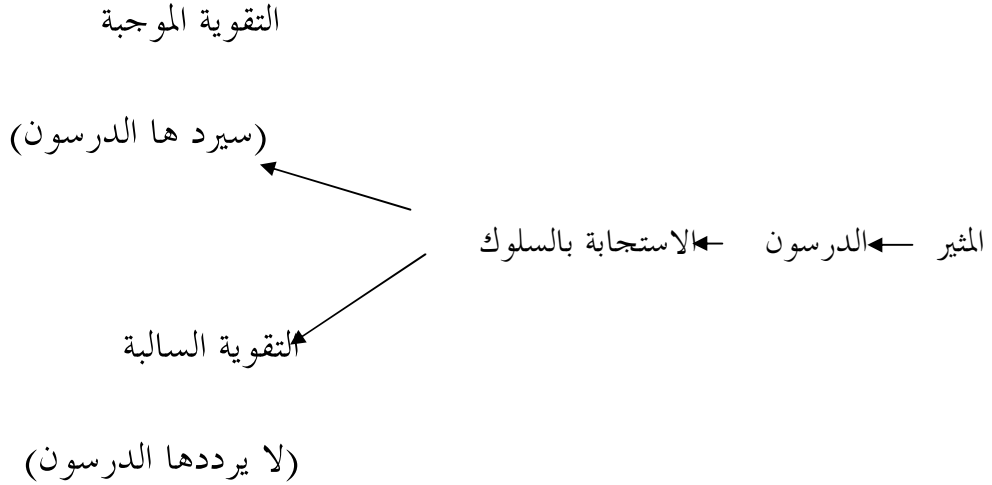 التقوية الموجبة
(سيرد ها الدرسون)
المثير الدرسون الاستجابة بالسلوك
التقوية السالبة
(لا يرددها الدرسون)